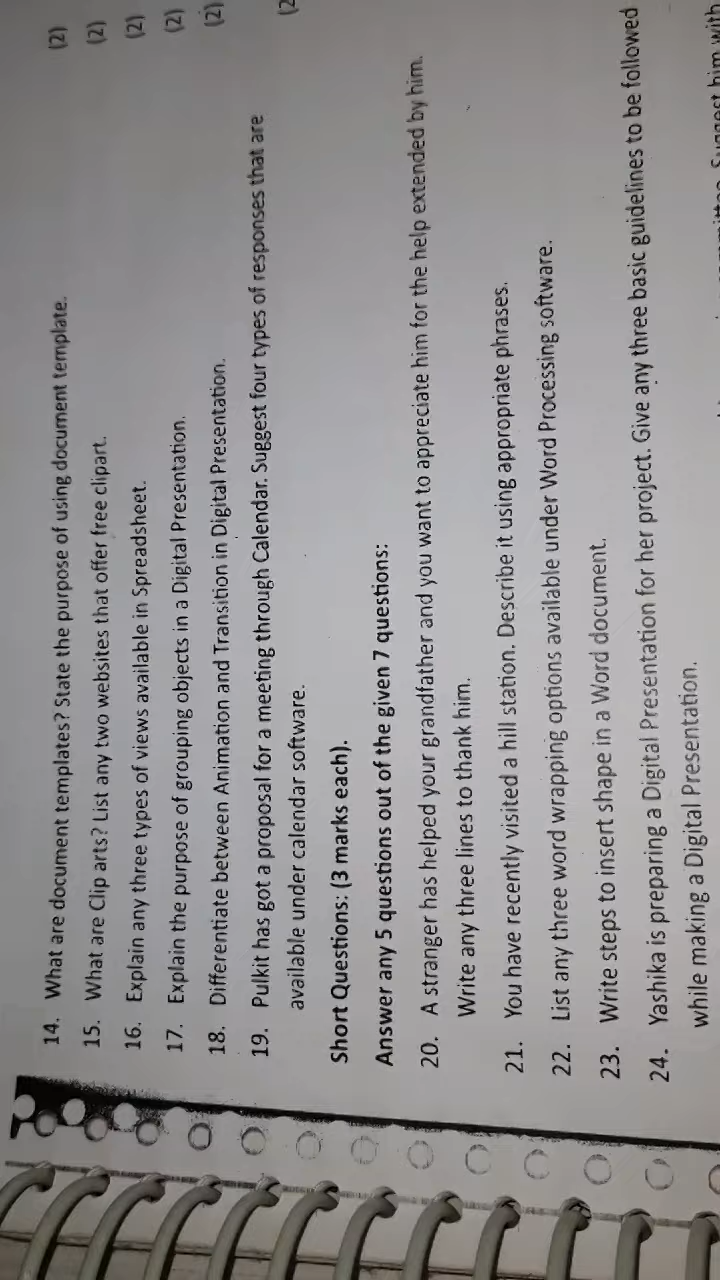 14. What are document templates? State the purpose of using document template. (2)
15. What are Clip arts? List any two websites that offer free clipart. (2)
16. Explain any three types of views available in Spreadsheet. (2)
17. Explain the purpose of grouping objects in a Digital Presentation. (2)
18. Differentiate between Animation and Transition in Digital Presentation. (2)
19. Pulkit has got a proposal for a meeting through Calendar. Suggest four types of responses that are
available under calendar software. (2
Short Questions: (3 marks each).
Answer any 5 questions out of the given 7 questions:
20. A stranger has helped your grandfather and you want to appreciate him for the help extended by him.
Write any three lines to thank him.
21. You have recently visited a hill station. Describe it using appropriate phrases.
22. List any three word wrapping options available under Word Processing software.
23. Write steps to insert shape in a Word document.
24. Yashika is preparing a Digital Presentation for her project. Give any three basic guidelines to be followed
while making a Digital Presentation.
Suggest him with